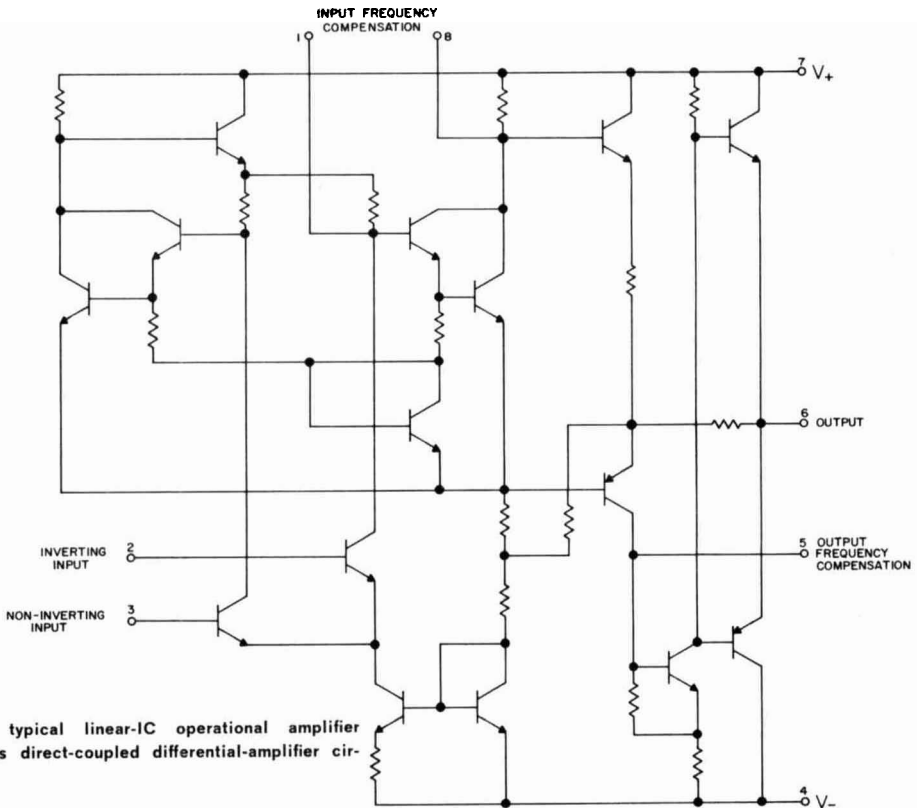 INPUT FREQUENCY
COMPENSATION
1
8
7
V+
6
OUTPUT
5
OUTPUT
FREQUENCY
COMPENSATION
INVERTING
INPUT
2
NON-INVERTING
INPUT
3
typical linear-IC operational amplifier
s direct-coupled differential-amplifier cir-
4
V-